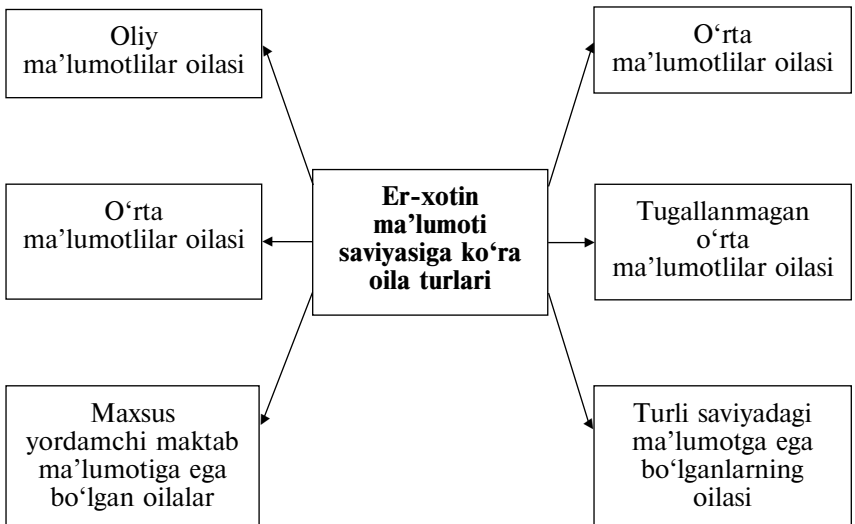 Oliy
ma’lumotlilar oilasi
O‘rta
ma’lumotlilar oilasi
O‘rta
ma’lumotlilar oilasi
Er-xotin
ma’lumoti
saviyasiga ko‘ra
oila turlari
Tugallanmagan
o‘rta
ma’lumotlilar oilasi
Maxsus
yordamchi maktab
ma’lumotiga ega
bo‘lgan oilalar
Turli saviyadagi
ma’lumotga ega
bo‘lganlarning
oilasi